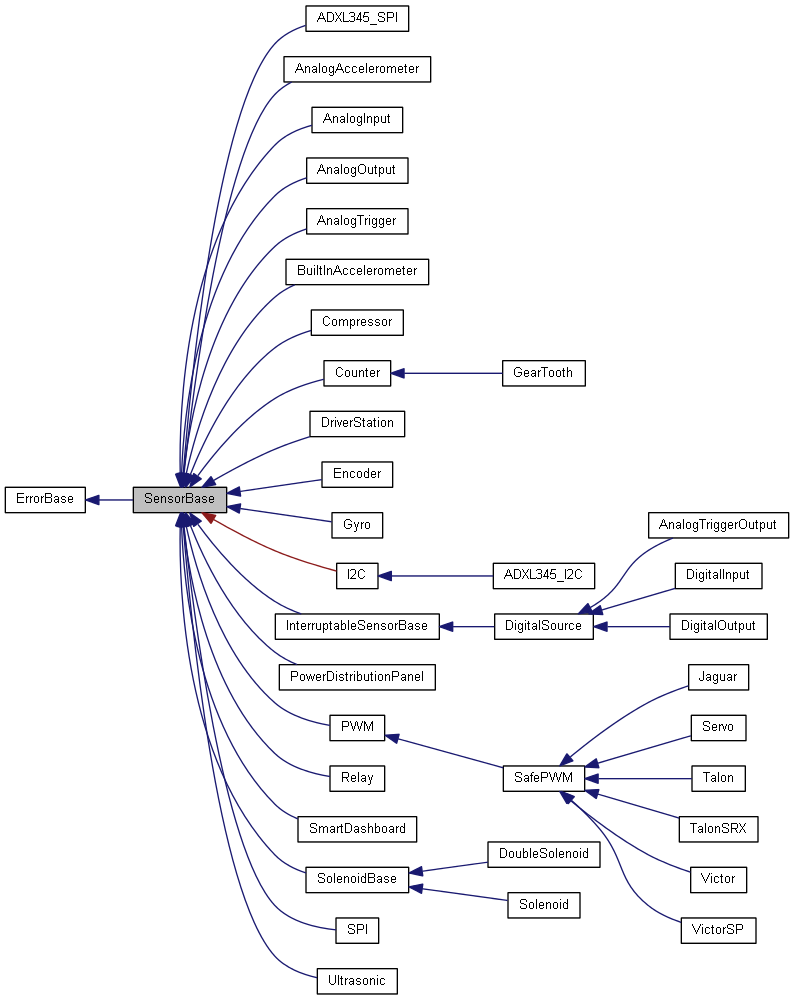 ADXL345_SPI
AnalogAccelerometer
AnalogInput
AnalogOutput
AnalogTrigger
BuiltInAccelerometer
Compressor
Counter
GearTooth
DriverStation
Encoder
ErrorBase
SensorBase
Gyro
AnalogTriggerOutput
I2C
ADXL345_I2C
DigitalInput
InterruptableSensorBase
DigitalSource
DigitalOutput
PowerDistributionPanel
Jaguar
PWM
Servo
Relay
SafePWM
Talon
SmartDashboard
TalonSRX
DoubleSolenoid
SolenoidBase
Victor
Solenoid
SPI
VictorSP
Ultrasonic